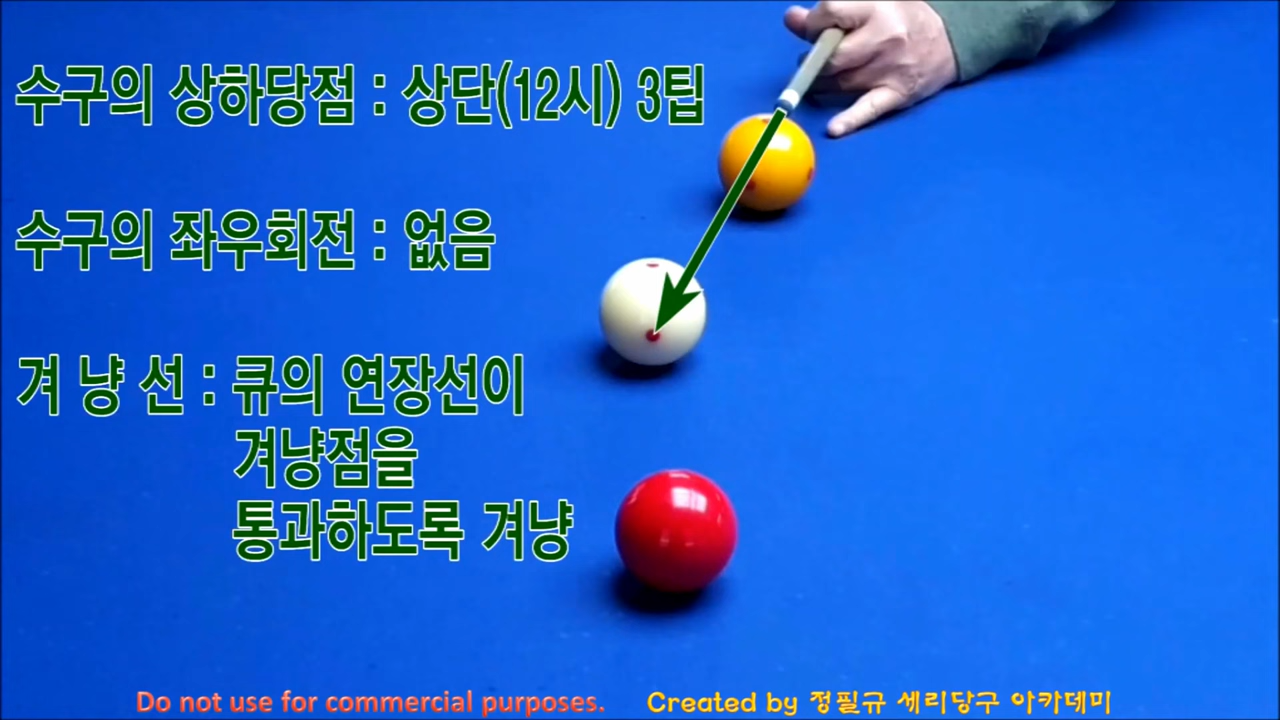 수구의 상하당점 : 상단(12시) 3팁
수구의 좌우회전 : 없음
겨 냥 선 : 큐의 연장선이
겨냥점을
통과하도록 겨냥
Do not use for commercial purposes. Created by 정필규 세리당구 아카데미